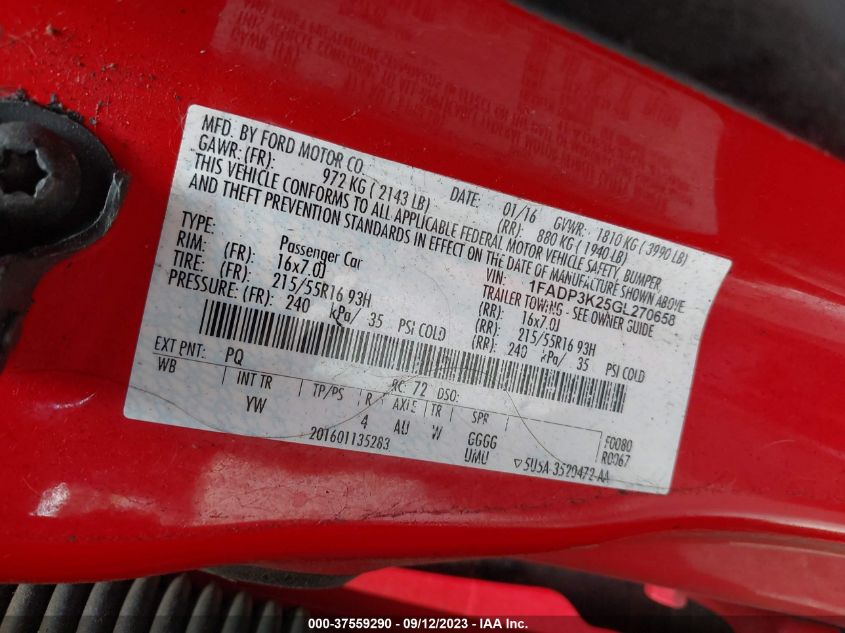 MFD. BY FORD MOTOR CO.
DATE: 01/16 GVWR: 1810 KG ( 3990 LB)
GAWR: (FR): 972 KG ( 2143 LB) (RR): 880 KG ( 1940 LB)
THIS VEHICLE CONFORMS TO ALL APPLICABLE FEDERAL MOTOR VEHICLE SAFETY, BUMPER
AND THEFT PREVENTION STANDARDS IN EFFECT ON THE DATE OF MANUFACTURE SHOWN ABOVE
VIN: 1FADP3K25GL270658
TYPE: Passenger Car TRAILER TOWING - SEE OWNER GUIDE
RIM: (FR) 16x7.0J (RR) 16x7.0J
TIRE: (FR) 215/55R16 93H (RR) 215/55R16 93H
PRESSURE: (FR) 240 kPa/ 35 PSI COLD (RR) 240 kPa/ 35 PSI COLD
EXT PNT: PQ RC: 72 DSO:
WB INT TR TP/PS R AXLE TR SPR
YW 4 AU W GGGG F0080
201601135283 UMU R0067
▽ 5U5A-3520472-AA
000-37559290 - 09/12/2023 - IAA Inc.